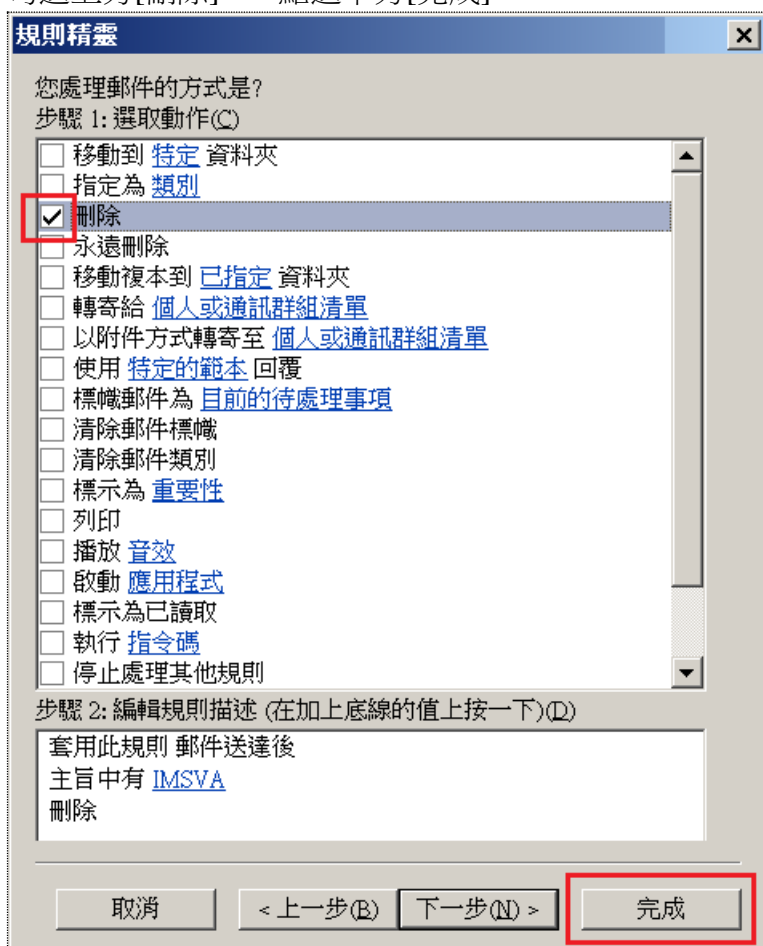 規則精靈
您處理郵件的方式是?
步驟 1: 選取動作(C)
移動到 特定 資料夾
指定為 類別
刪除
永遠刪除
移動複本到 已指定 資料夾
轉寄給 個人或通訊群組清單
以附件方式轉寄至 個人或通訊群組清單
使用 特定的範本 回覆
標幟郵件為 目前的待處理事項
清除郵件標幟
清除郵件類別
標示為 重要性
列印
播放 音效
啟動 應用程式
標示為已讀取
執行 指令碼
停止處理其他規則
步驟 2: 編輯規則描述 (在加上底線的值上按一下)(D)
套用此規則 郵件送達後
主旨中有 IMSVA
刪除
取消 < 上一步(B) 下一步(N) > 完成